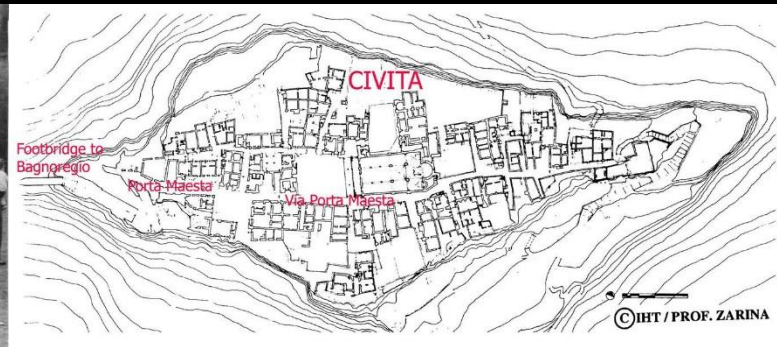 CIVITA
Footbridge to
Bagnoregio
Porta Maesta
Via Porta Maesta
©IHT / PROF. ZARINA